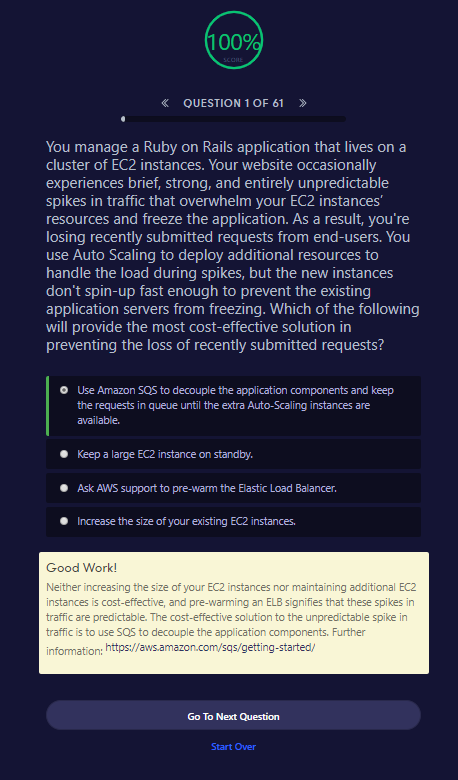 100%
SCORE
QUESTION 1 OF 61
You manage a Ruby on Rails application that lives on a
cluster of EC2 instances. Your website occasionally
experiences brief, strong, and entirely unpredictable
spikes in traffic that overwhelm your EC2 instances'
resources and freeze the application. As a result, you're
losing recently submitted requests from end-users. You
use Auto Scaling to deploy additional resources to
handle the load during spikes, but the new instances
don't spin-up fast enough to prevent the existing
application servers from freezing. Which of the following
will provide the most cost-effective solution in
preventing the loss of recently submitted requests?
Use Amazon SQS to decouple the application components and keep
the requests in queue until the extra Auto-Scaling instances are
available.
Keep a large EC2 instance on standby.
Ask AWS support to pre-warm the Elastic Load Balancer.
Increase the size of your existing EC2 instances.
Good Work!
Neither increasing the size of your EC2 instances nor maintaining additional EC2
instances is cost-effective, and pre-warming an ELB signifies that these spikes in
traffic are predictable. The cost-effective solution to the unpredictable spike in
traffic is to use SQS to decouple the application components. Further
information: https://aws.amazon.com/sqs/getting-started/
Go To Next Question
Start Over